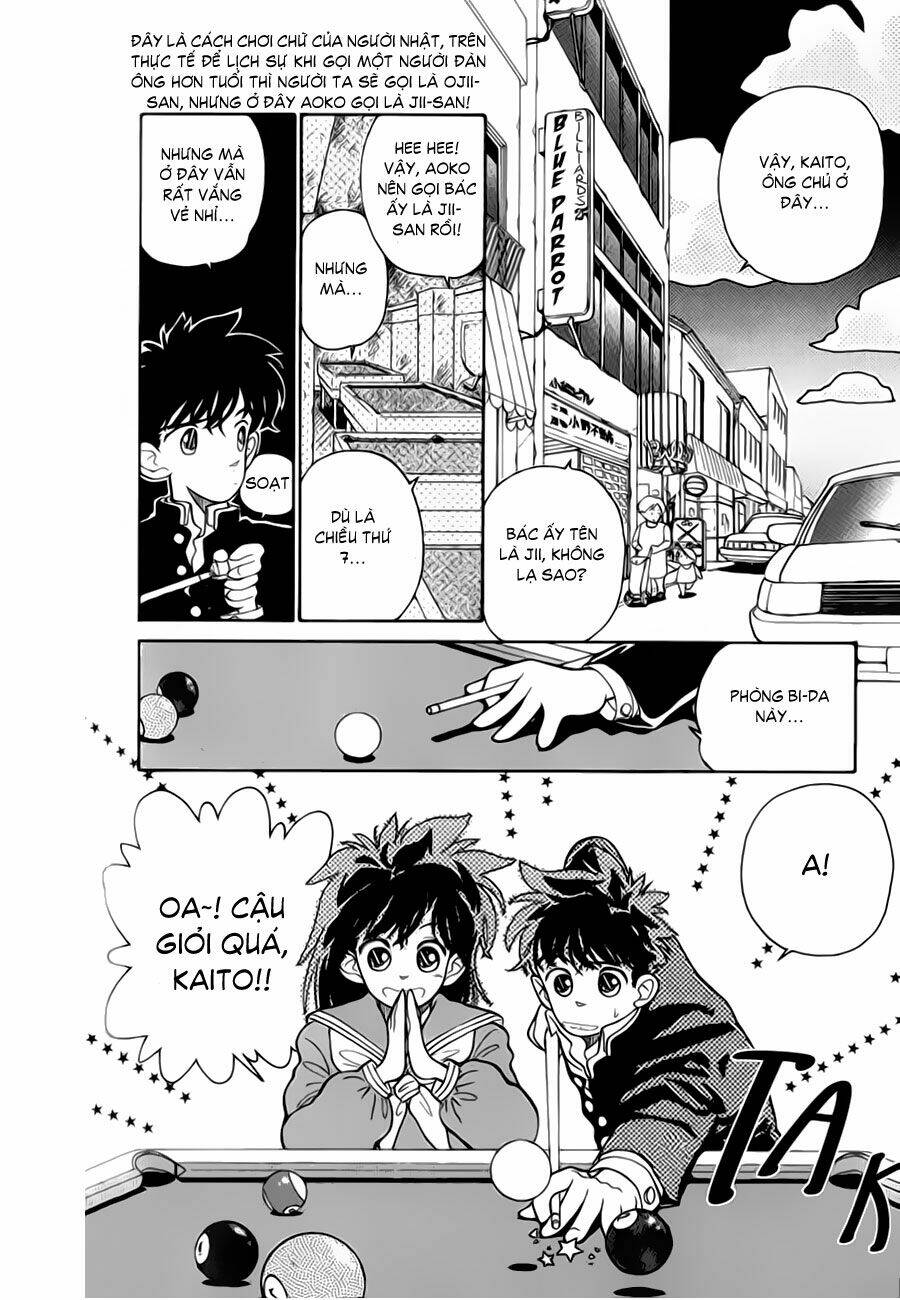 ĐÂY LÀ CÁCH CHƠI CHỮ CỦA NGƯỜI NHẬT, TRÊN
THỰC TẾ ĐỂ LỊCH SỰ KHI GỌI MỘT NGƯỜI ĐÀN
ÔNG HƠN TUỔI THÌ NGƯỜI TA SẼ GỌI LÀ OJII-
SAN, NHƯNG Ở ĐÂY AOKO GỌI LÀ JII-SAN!
VẬY, KAITO,
ÔNG CHỦ Ở
ĐÂY...
BILLIARDS
BLUE PARROT
BÁC ẤY TÊN
LÀ JII, KHÔNG
LẠ SAO?
HEE HEE!
VẬY, AOKO
NÊN GỌI BÁC
ẤY LÀ JII-
SAN RỒI!
NHƯNG
MÀ...
DÙ LÀ
CHIỀU THỨ
7...
NHƯNG MÀ
Ở ĐÂY VẪN
RẤT VẮNG
VẺ NHỈ...
SOẠT
PHÒNG BI-DA
NÀY...
A!
OA~! CẬU
GIỎI QUÁ,
KAITO!!
TAK